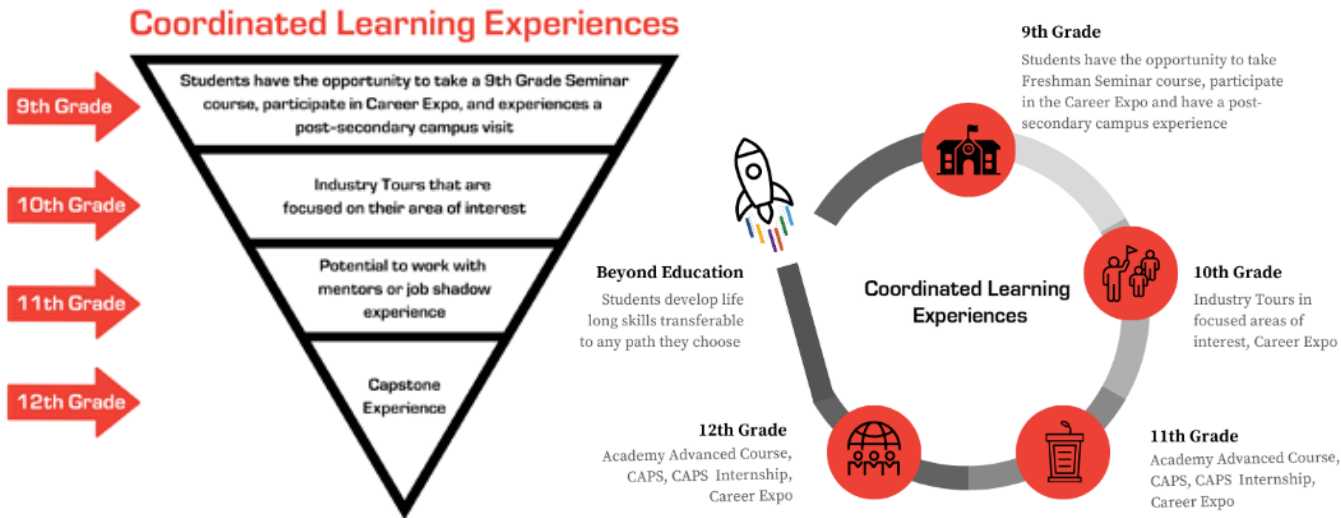 Coordinated Learning Experiences
9th Grade
Students have the opportunity to take a 9th Grade Seminar
course, participate in Career Expo, and experiences a
post-secondary campus visit
10th Grade
Industry Tours that are
focused on their area of interest
11th Grade
Potential to work with
mentors or job shadow
experience
12th Grade
Capstone
Experience
9th Grade
Students have the opportunity to take
Freshman Seminar course, participate
in the Career Expo and have a post-
secondary campus experience
Coordinated Learning
Experiences
10th Grade
Industry Tours in
focused areas of
interest, Career Expo
11th Grade
Academy Advanced Course,
CAPS, CAPS Internship,
Career Expo
12th Grade
Academy Advanced Course,
CAPS, CAPS Internship,
Career Expo
Beyond Education
Students develop life
long skills transferable
to any path they choose